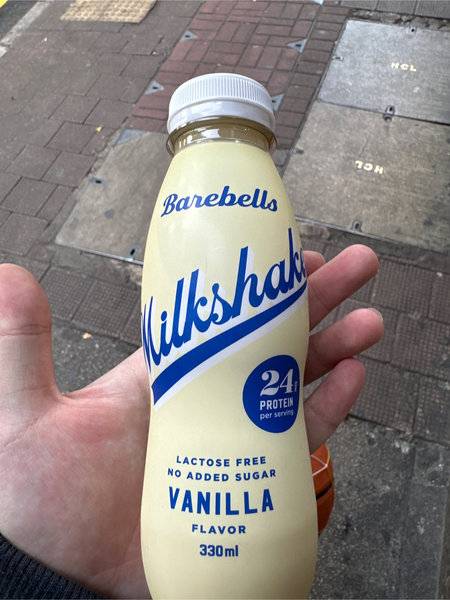 Barebells
Milkshake
24g
PROTEIN
per serving
LACTOSE FREE
NO ADDED SUGAR
VANILLA
FLAVOR
330ml
HCL
HCL